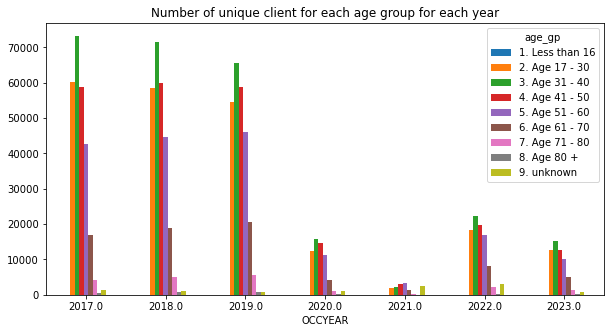 Number of unique client for each age group for each year
age_gp
1. Less than 16
2. Age 17 - 30
3. Age 31 - 40
4. Age 41 - 50
5. Age 51 - 60
6. Age 61 - 70
7. Age 71 - 80
8. Age 80 +
9. unknown
70000
60000
50000
40000
30000
20000
10000
0
2017.0 2018.0 2019.0 2020.0 2021.0 2022.0 2023.0
OCCYEAR